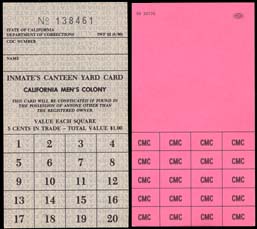 No 138461
STATE OF CALIFORNIA
DEPARTMENT OF CORRECTIONS
CDC NUMBER
NAME
INMATE'S CANTEEN YARD CARD
CALIFORNIA MEN'S COLONY
THIS CARD WILL BE CONFISCATED IF FOUND IN
THE POSSESSION OF ANYONE OTHER THAN
THE REGISTERED OWNER.
VALUE EACH SQUARE
5 CENTS IN TRADE – TOTAL VALUE $1.00
1 2 3 4
5 6 7 8
9 10 11 12
13 14 15 16
17 18 19 20
CMC CMC CMC CMC
CMC CMC CMC CMC
CMC CMC CMC CMC
CMC CMC CMC CMC
CMC CMC CMC CMC